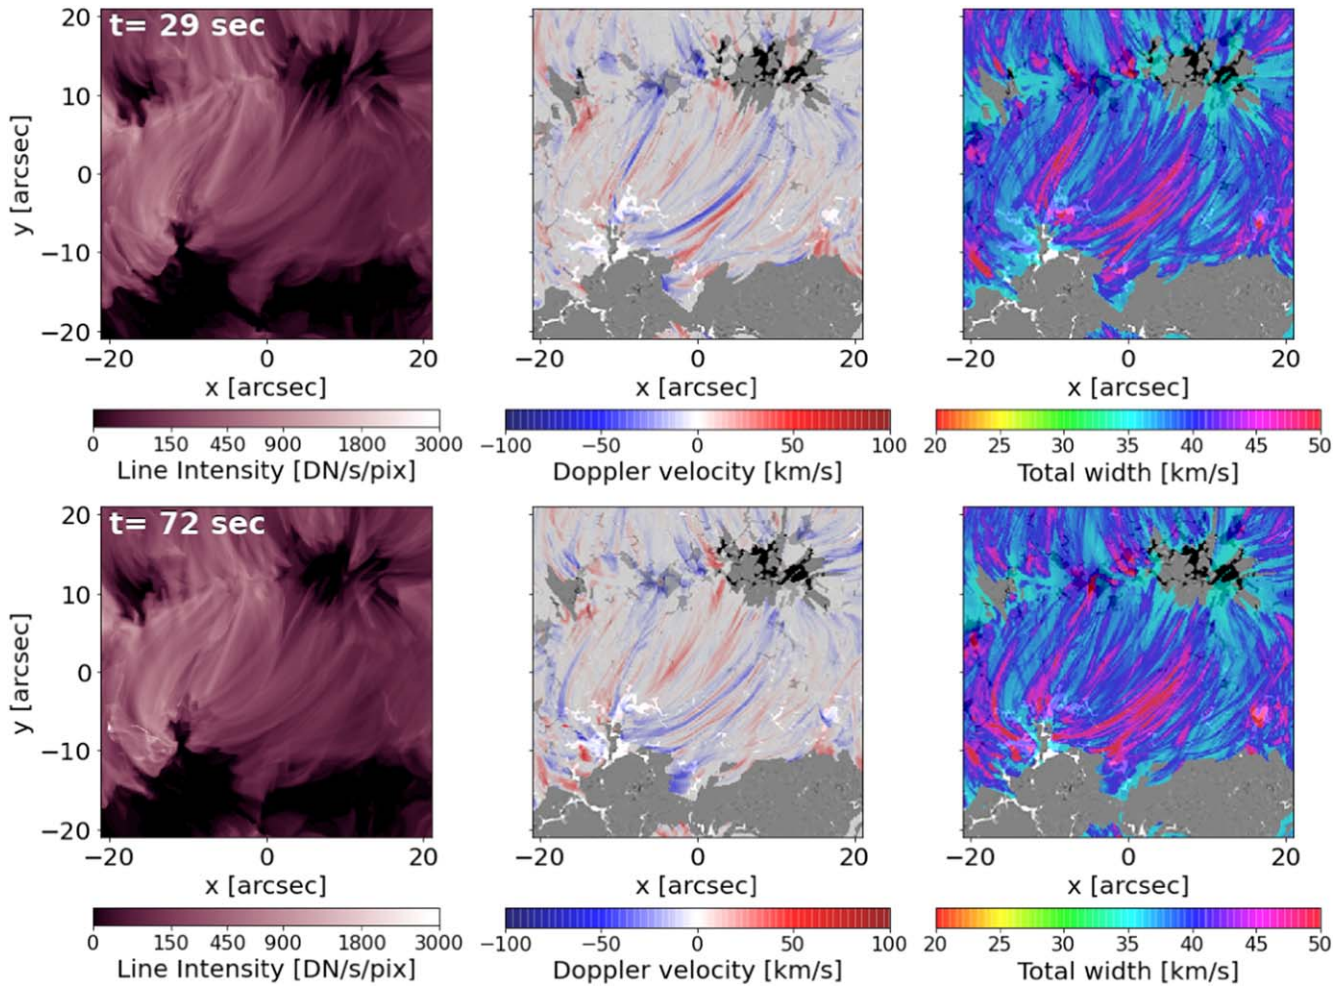 t= 29 sec
20
10
0
−10
−20
y [arcsec]
−20 0 20
−20 0 20
−20 0 20
x [arcsec]
x [arcsec]
x [arcsec]
0 150 450 900 1800 3000
−100 −50 0 50 100
20 25 30 35 40 45 50
Line Intensity [DN/s/pix]
Doppler velocity [km/s]
Total width [km/s]
t= 72 sec
20
10
0
−10
−20
y [arcsec]
−20 0 20
−20 0 20
−20 0 20
x [arcsec]
x [arcsec]
x [arcsec]
0 150 450 900 1800 3000
−100 −50 0 50 100
20 25 30 35 40 45 50
Line Intensity [DN/s/pix]
Doppler velocity [km/s]
Total width [km/s]